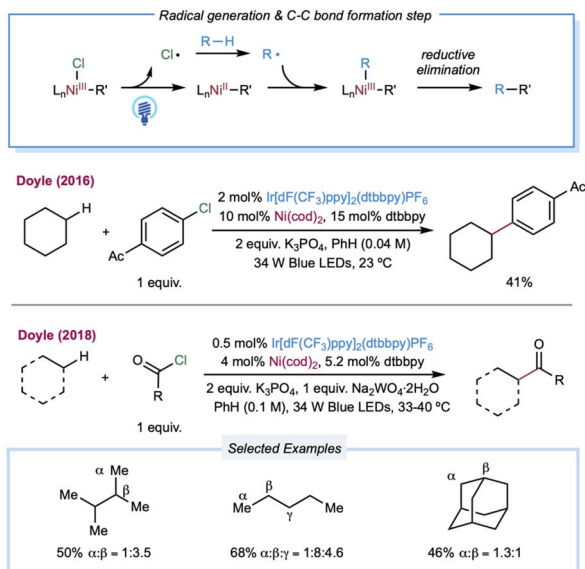 Radical generation & C-C bond formation step
Cl
LnNiIII–R'
Cl•
R–H
R•
LnNiII–R'
R
LnNiIII–R'
reductive
elimination
R–R'
Doyle (2016)
H
+
Cl
Ac
1 equiv.
2 mol% Ir[dF(CF3)ppy]2(dtbbpy)PF6
10 mol% Ni(cod)2, 15 mol% dtbbpy
2 equiv. K3PO4, PhH (0.04 M)
34 W Blue LEDs, 23 ºC
Ac
41%
Doyle (2018)
H
+
O
Cl
R
1 equiv.
0.5 mol% Ir[dF(CF3)ppy]2(dtbbpy)PF6
4 mol% Ni(cod)2, 5.2 mol% dtbbpy
2 equiv. K3PO4, 1 equiv. Na2WO4·2H2O
PhH (0.1 M), 34 W Blue LEDs, 33-40 ºC
O
R
Selected Examples
α Me
Me β Me
Me
50% α:β = 1:3.5
α β
Me γ Me
68% α:β:γ = 1:8:4.6
α β
46% α:β = 1.3:1